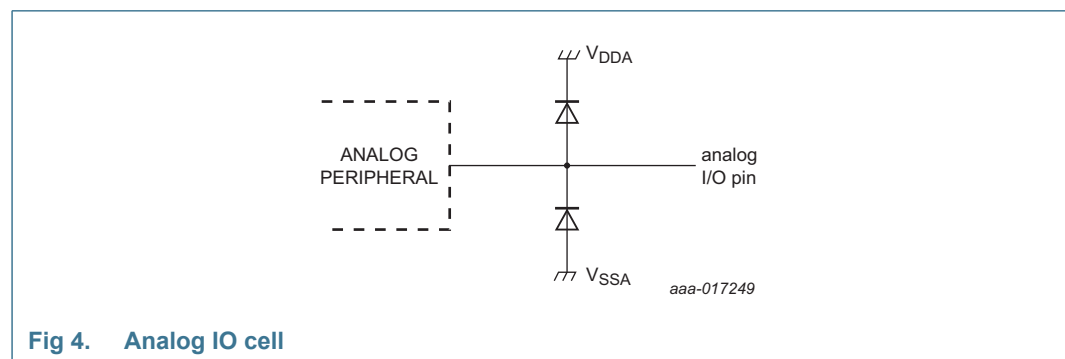 VDDA
ANALOG
PERIPHERAL
analog
I/O pin
VSSA
aaa-017249
Fig 4. Analog IO cell